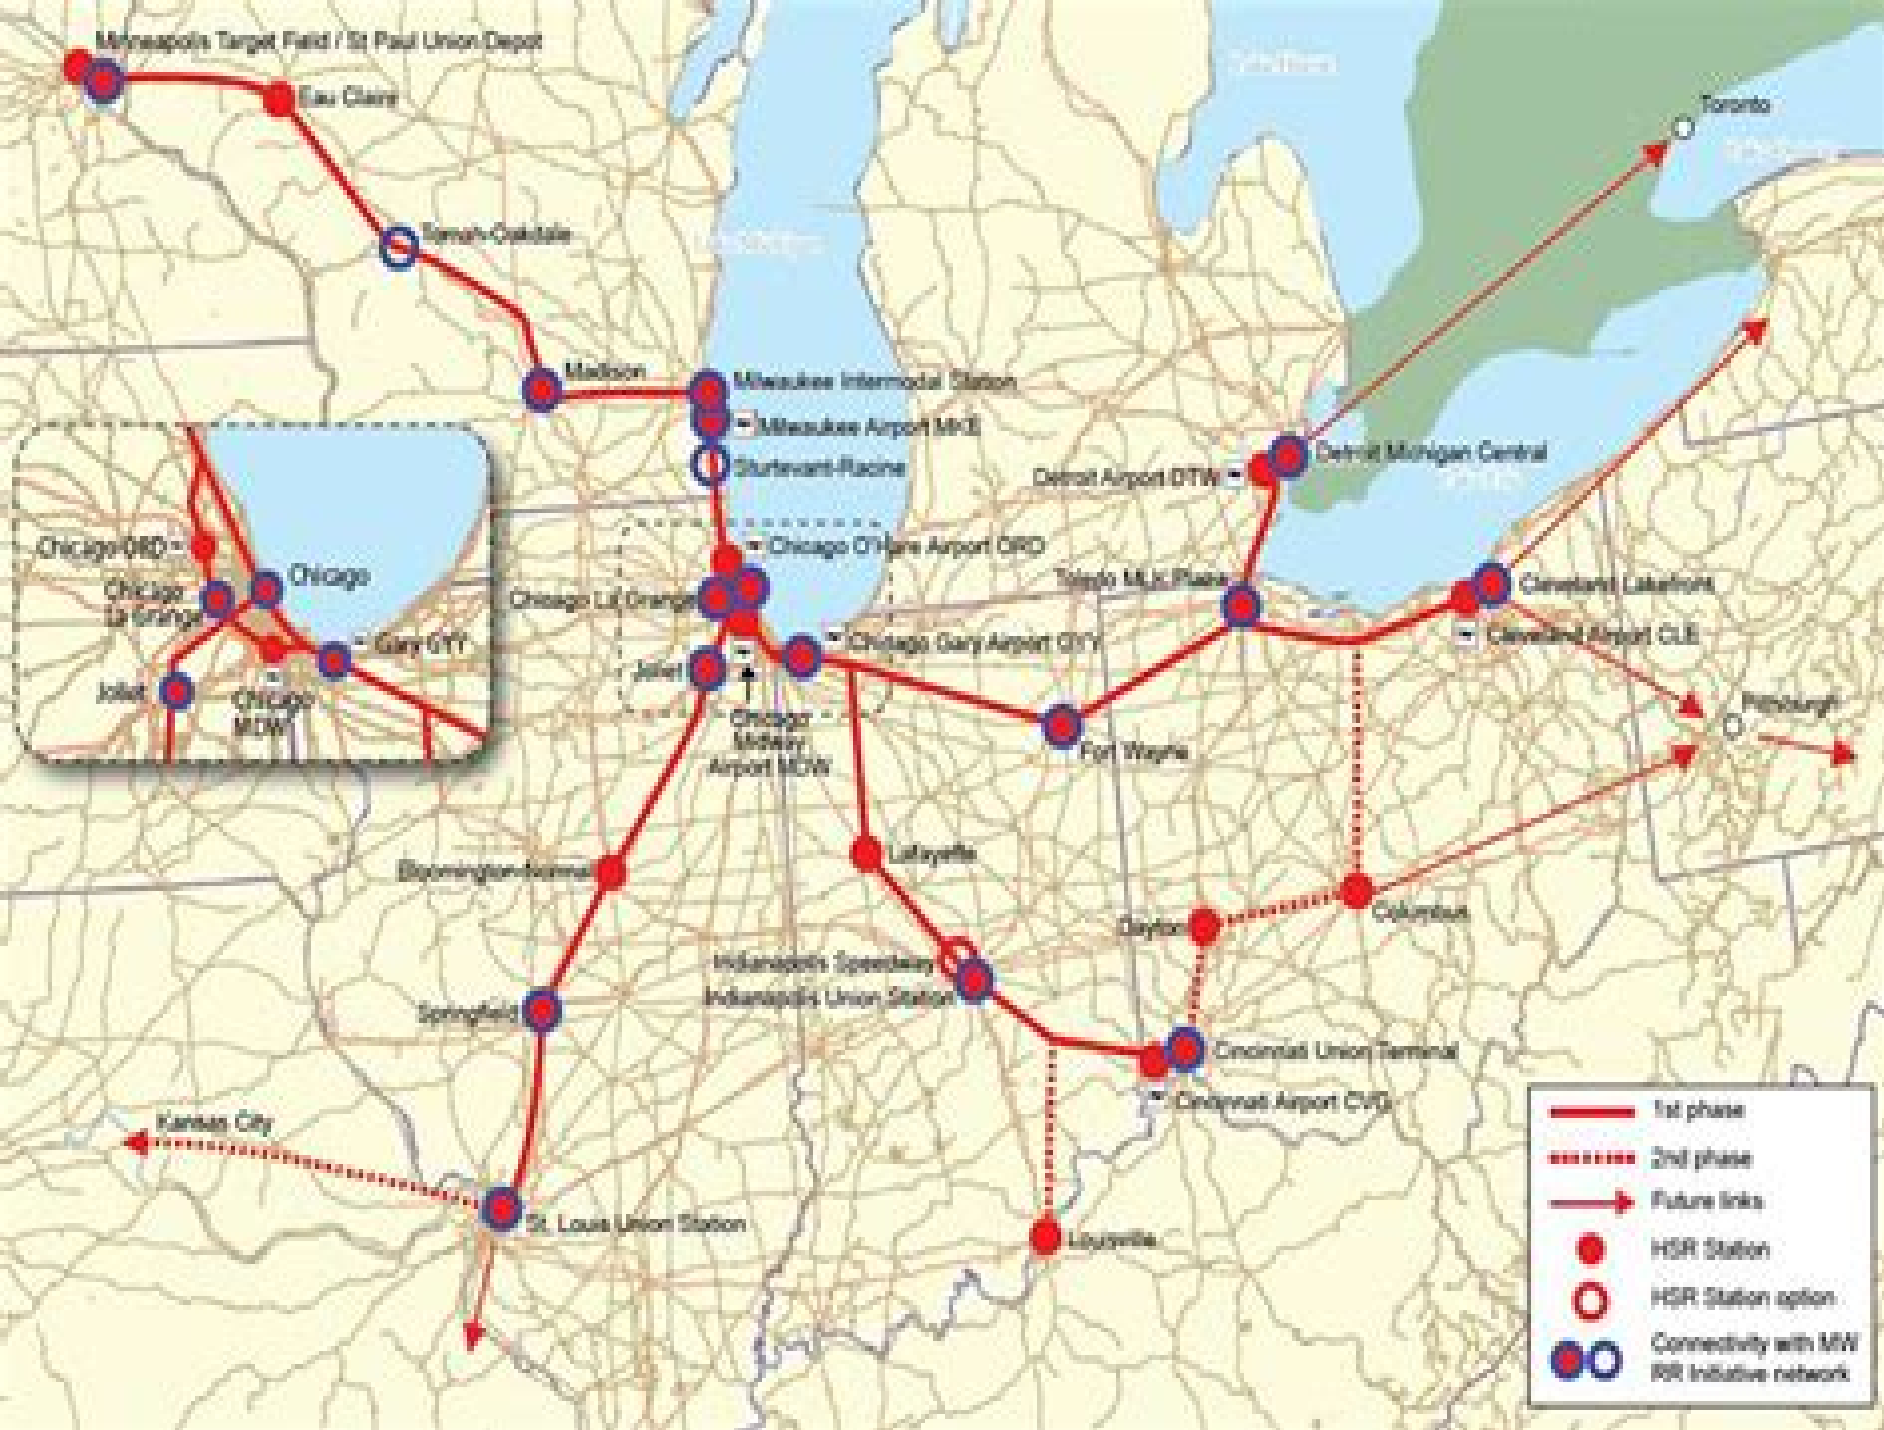 Minneapolis Target Field / St Paul Union Depot
Eau Claire
Toronto
Tomah-Oakdale
Madison
Milwaukee Intermodal Station
Milwaukee Airport MKE
Sturtevant-Racine
Detroit Michigan Central
Detroit Airport DTW
Chicago-ORD
Chicago
Chicago
La Grange
Gary GYY
Joliet
Chicago
MDW
Chicago O'Hare Airport ORD
Chicago La Grange
Toledo MLK Plaza
Cleveland Lakefront
Cleveland Airport CLE
Chicago Gary Airport GYY
Joliet
Chicago
Midway
Airport MDW
Fort Wayne
Pittsburgh
Lafayette
Bloomington-Normal
Columbus
Dayton
Indianapolis Speedway
Indianapolis Union Station
Springfield
Cincinnati Union Terminal
Cincinnati Airport CVG
Kansas City
St. Louis Union Station
Louisville
1st phase
2nd phase
Future links
HSR Station
HSR Station option
Connectivity with MW
RR Initiative network